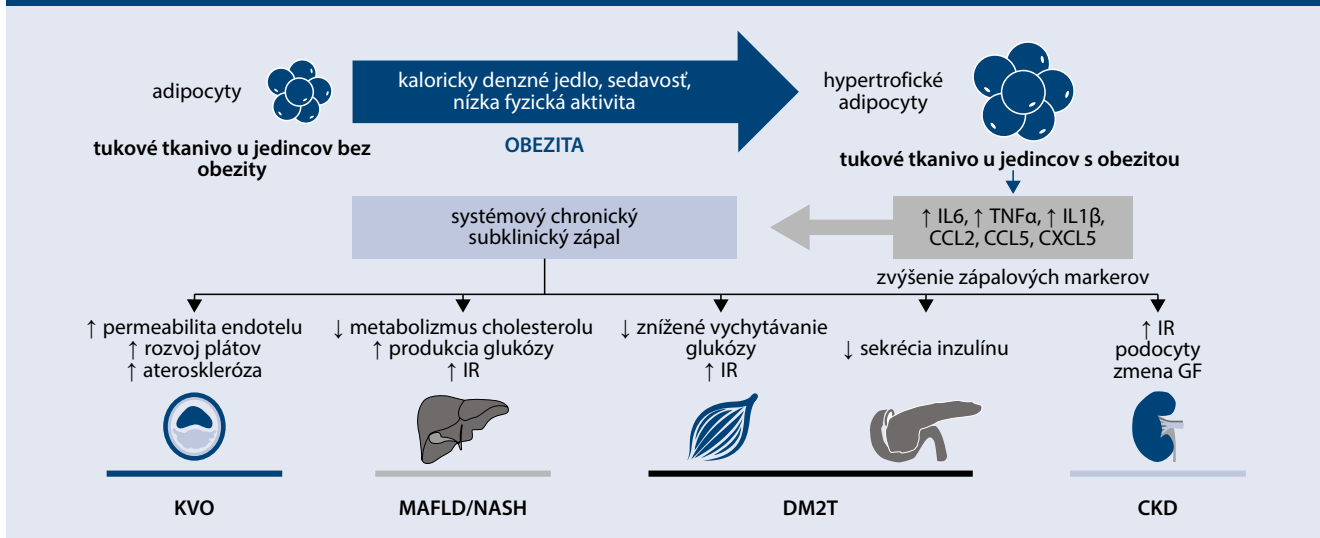 adipocyty
tukové tkanivo u jedincov bez
obezity
kaloricky denzné jedlo, sedavosť,
nízka fyzická aktivita
OBEZITA
hypertrofické
adipocyty
tukové tkanivo u jedincov s obezitou
systémový chronický
subklinický zápal
↑ IL6, ↑ TNFα, ↑ IL1β,
CCL2, CCL5, CXCL5
zvýšenie zápalových markerov
↑ permeabilita endotelu
↑ rozvoj plátov
↑ ateroskleróza
↓ metabolizmus cholesterolu
↑ produkcia glukózy
↑ IR
↓ znížené vychytávanie
glukózy
↑ IR
↓ sekrécia inzulínu
↑ IR
podocyty
zmena GF
KVO
MAFLD/NASH
DM2T
CKD